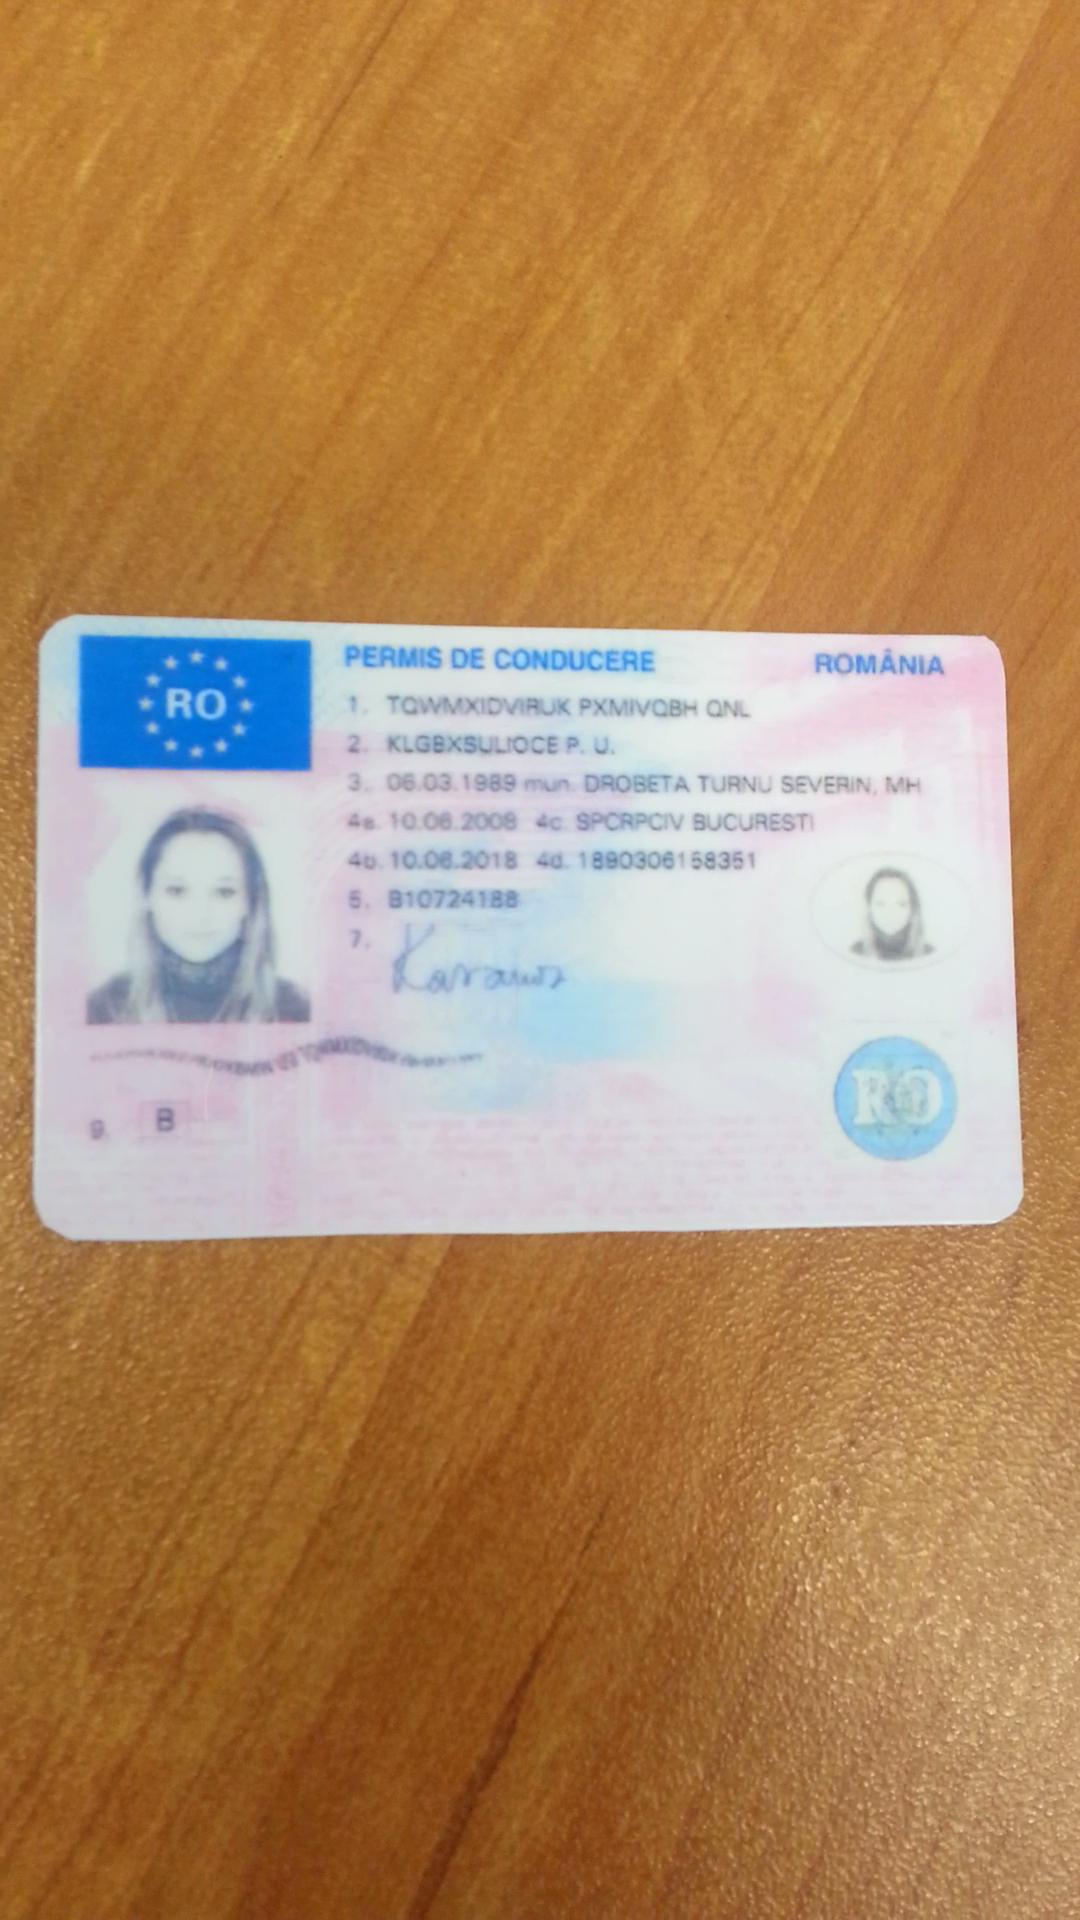 RO
PERMIS DE CONDUCERE ROMÂNIA
1. TQWMXIDVIRUK PXMIVQBH QNL
2. KLGBXSULIOCE P. U.
3. 06.03.1989 mun. DROBETA TURNU SEVERIN, MH
4a. 10.06.2008 4c. SPCRPCIV BUCURESTI
4b. 10.06.2018 4d. 1890306158351
5. B10724188
7.
9. B
RO